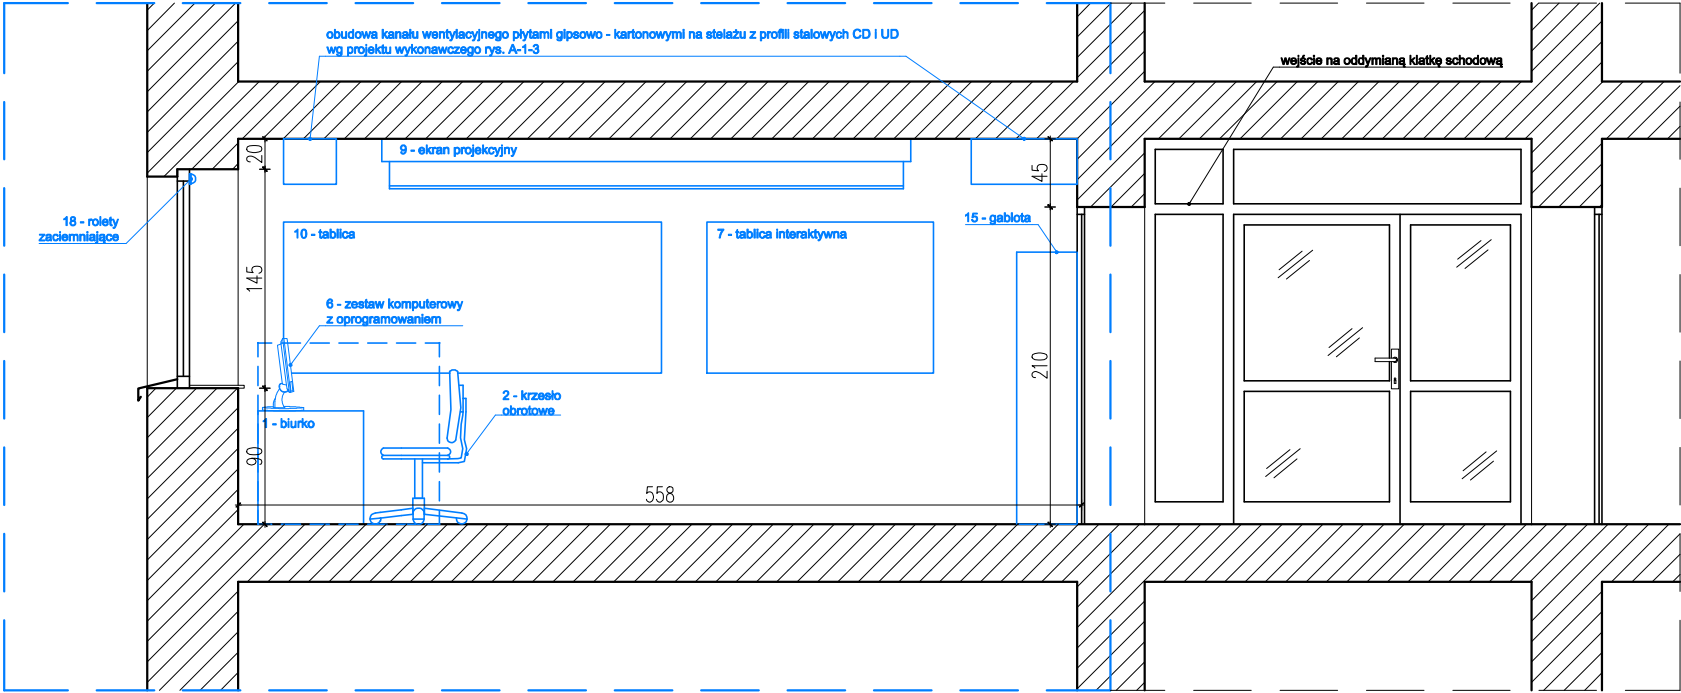 obudowa kanału wentylacyjnego płytami gipsowo - kartonowymi na stelażu z profili stalowych CD i UD
wg projektu wykonawczego rys. A-1-3
wejście na oddymianą klatkę schodową
20
9 - ekran projekcyjny
45
18 - rolety
zaciemniające
10 - tablica
7 - tablica interaktywna
15 - gablota
145
6 - zestaw komputerowy
z oprogramowaniem
210
2 - krzesło
obrotowe
1 - biurko
90
558